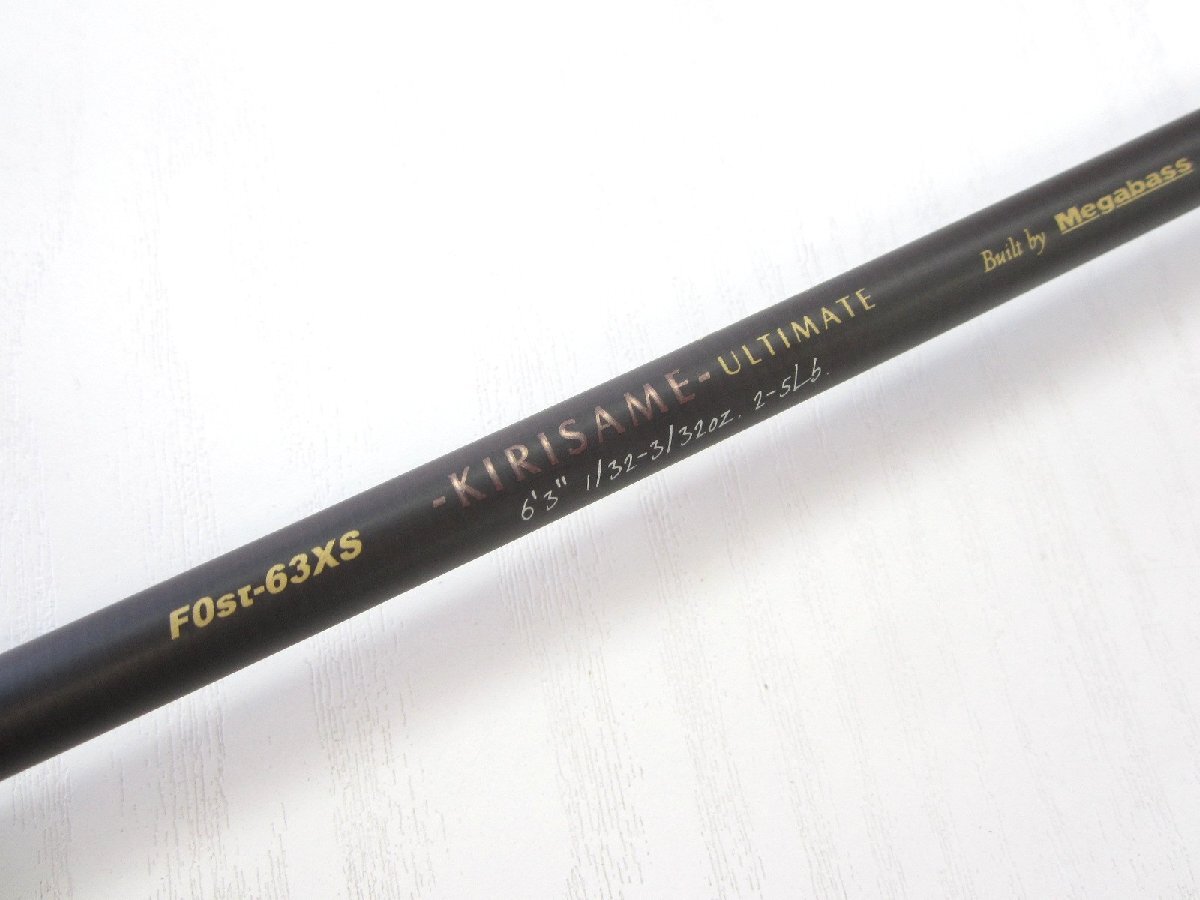 F0st-63XS
-KIRISAME- ULTIMATE
6'3" 1/32-3/32oz. 2-5Lb.
Built by Megabass